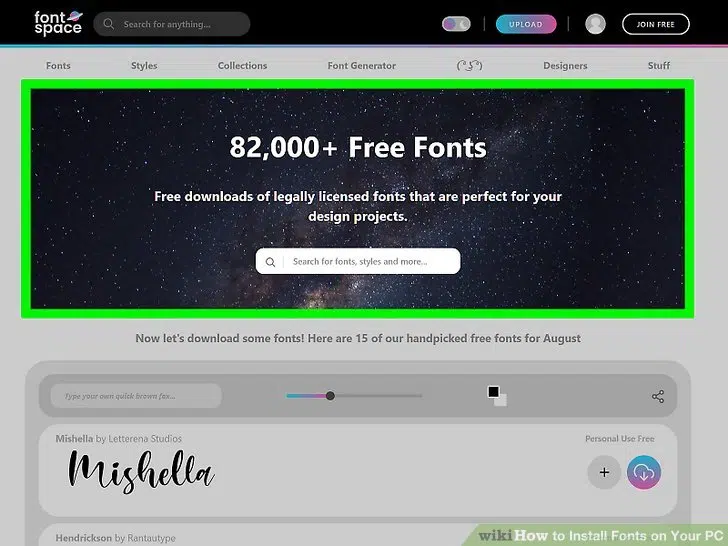 font
space
Search for anything...
UPLOAD
JOIN FREE
Fonts
Styles
Collections
Font Generator
( ͡° ͜ʖ ͡°)
Designers
Stuff
82,000+ Free Fonts
Free downloads of legally licensed fonts that are perfect for your
design projects.
Search for fonts, styles and more...
Now let's download some fonts! Here are 15 of our handpicked free fonts for August
Type your own quick brown fox...
Mishella by Letterena Studios
Personal Use Free
Mishella
Hendrickson by Rantautype
wikiHow to Install Fonts on Your PC